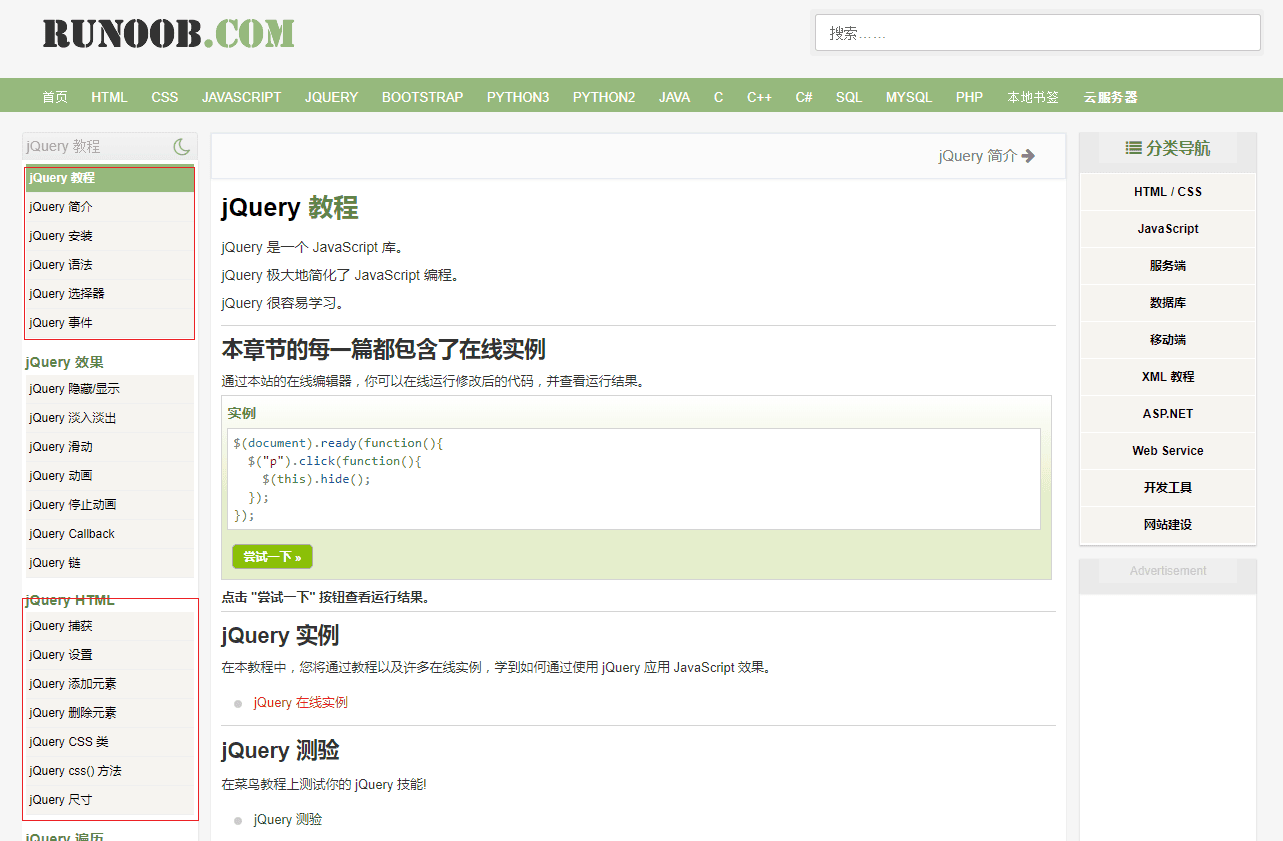 RUNOOB.COM
搜索……
首页 HTML CSS JAVASCRIPT JQUERY BOOTSTRAP PYTHON3 PYTHON2 JAVA C C++ C# SQL MYSQL PHP 本地书签 云服务器
jQuery 教程
jQuery 教程
jQuery 简介
jQuery 安装
jQuery 语法
jQuery 选择器
jQuery 事件
jQuery 效果
jQuery 隐藏/显示
jQuery 淡入淡出
jQuery 滑动
jQuery 动画
jQuery 停止动画
jQuery Callback
jQuery 链
jQuery HTML
jQuery 捕获
jQuery 设置
jQuery 添加元素
jQuery 删除元素
jQuery CSS 类
jQuery css() 方法
jQuery 尺寸
jQuery 遍历
jQuery 简介
jQuery 教程
jQuery 是一个 JavaScript 库。
jQuery 极大地简化了 JavaScript 编程。
jQuery 很容易学习。
本章节的每一篇都包含了在线实例
通过本站的在线编辑器，你可以在线运行修改后的代码，并查看运行结果。
实例
$(document).ready(function(){
  $("p").click(function(){
    $(this).hide();
  });
});
尝试一下 »
点击 "尝试一下" 按钮查看运行结果。
jQuery 实例
在本教程中，您将通过教程以及许多在线实例，学到如何通过使用 jQuery 应用 JavaScript 效果。
jQuery 在线实例
jQuery 测验
在菜鸟教程上测试你的 jQuery 技能!
jQuery 测验
分类导航
HTML / CSS
JavaScript
服务端
数据库
移动端
XML 教程
ASP.NET
Web Service
开发工具
网站建设
Advertisement